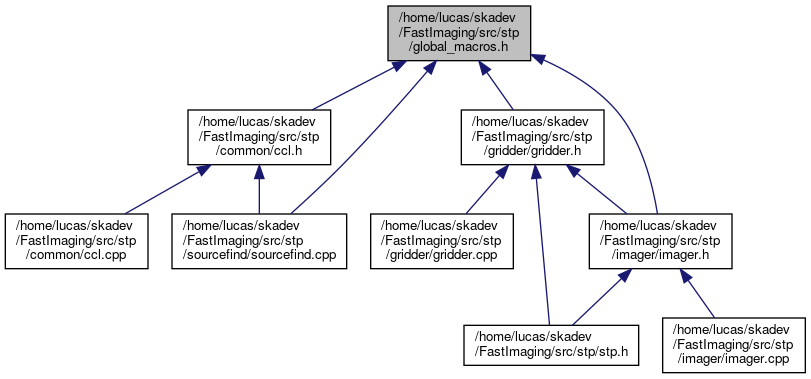 /home/lucas/skadev
/FastImaging/src/stp
/global_macros.h
/home/lucas/skadev
/FastImaging/src/stp
/common/ccl.h
/home/lucas/skadev
/FastImaging/src/stp
/gridder/gridder.h
/home/lucas/skadev
/FastImaging/src/stp
/common/ccl.cpp
/home/lucas/skadev
/FastImaging/src/stp
/sourcefind/sourcefind.cpp
/home/lucas/skadev
/FastImaging/src/stp
/gridder/gridder.cpp
/home/lucas/skadev
/FastImaging/src/stp
/imager/imager.h
/home/lucas/skadev
/FastImaging/src/stp/stp.h
/home/lucas/skadev
/FastImaging/src/stp
/imager/imager.cpp